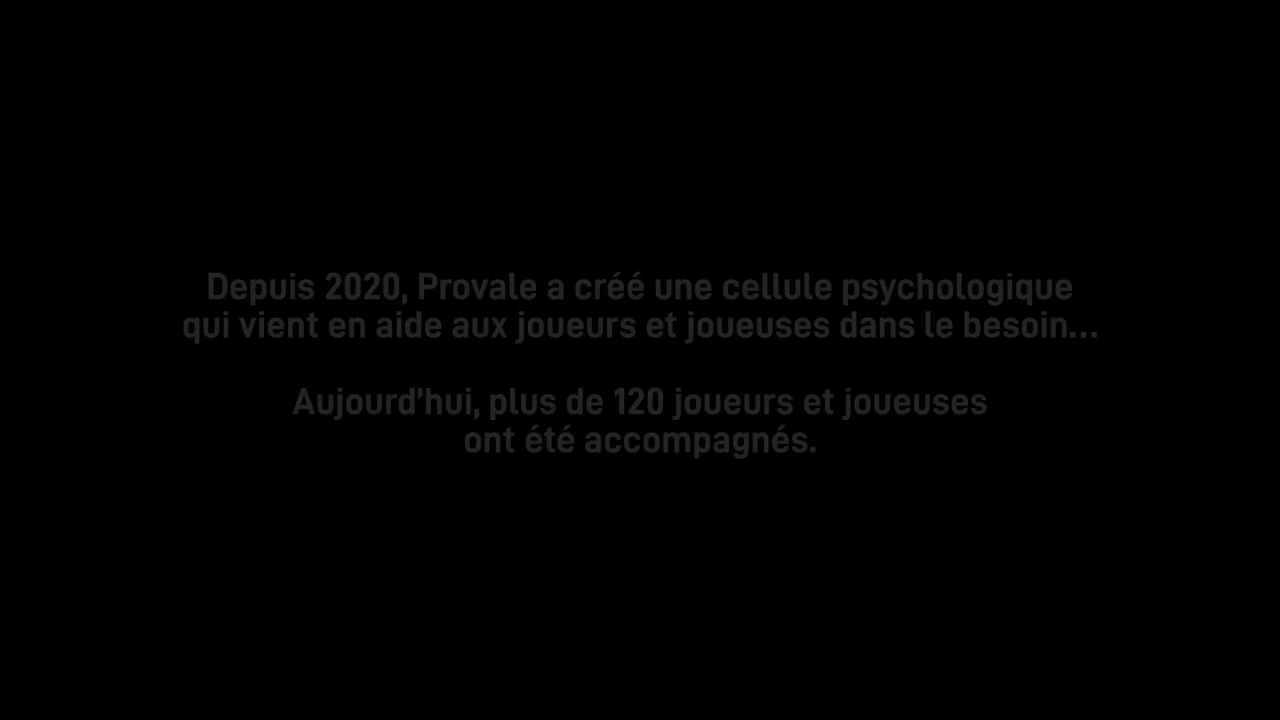 Depuis 2020, Provale a créé une cellule psychologique
qui vient en aide aux joueurs et joueuses dans le besoin...
Aujourd'hui, plus de 120 joueurs et joueuses
ont été accompagnés.